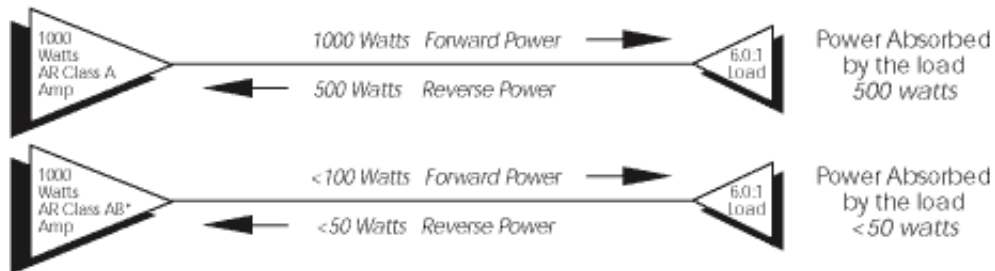 1000
Watts
AR Class A
Amp
1000 Watts Forward Power
500 Watts Reverse Power
6.0:1
Load
Power Absorbed
by the load
500 watts
1000
Watts
AR Class AB*
Amp
<100 Watts Forward Power
<50 Watts Reverse Power
6.0:1
Load
Power Absorbed
by the load
<50 watts